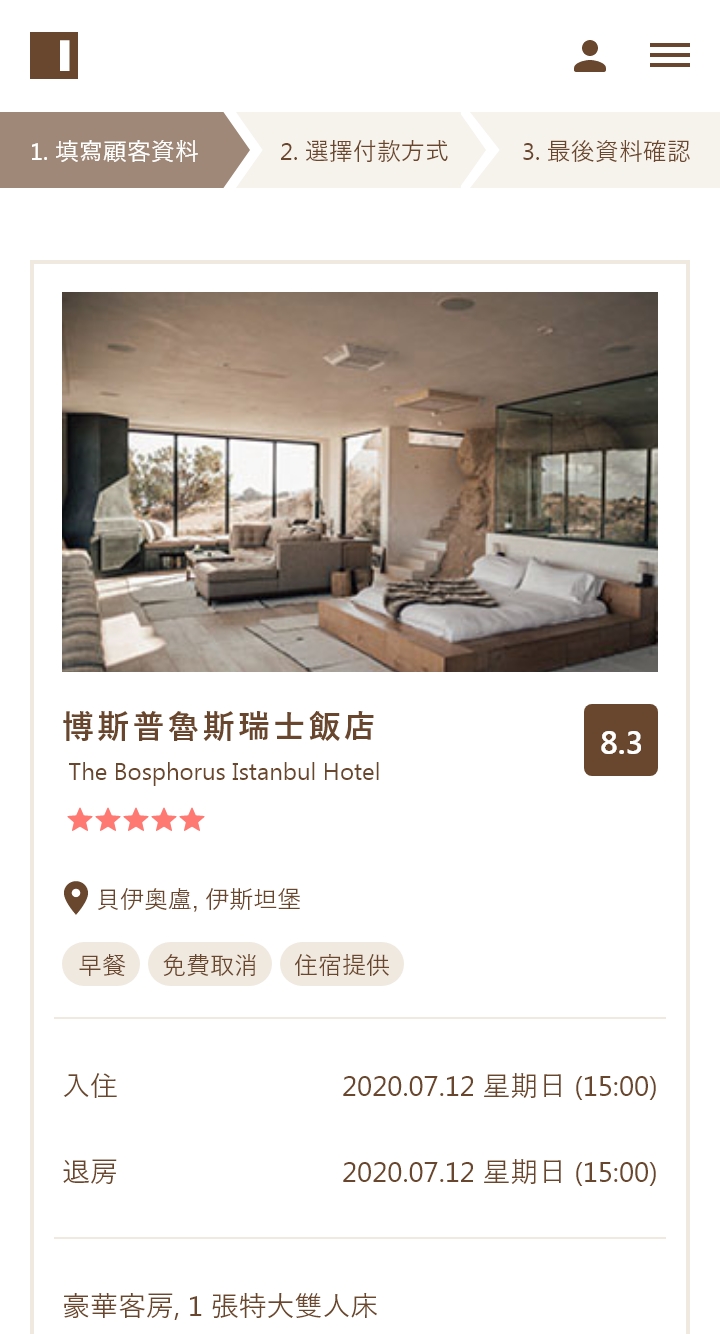 1. 填寫顧客資料
2. 選擇付款方式
3. 最後資料確認
博斯普魯斯瑞士飯店
8.3
The Bosphorus Istanbul Hotel
貝伊奧盧, 伊斯坦堡
早餐
免費取消
住宿提供
入住 2020.07.12 星期日 (15:00)
退房 2020.07.12 星期日 (15:00)
豪華客房, 1 張特大雙人床